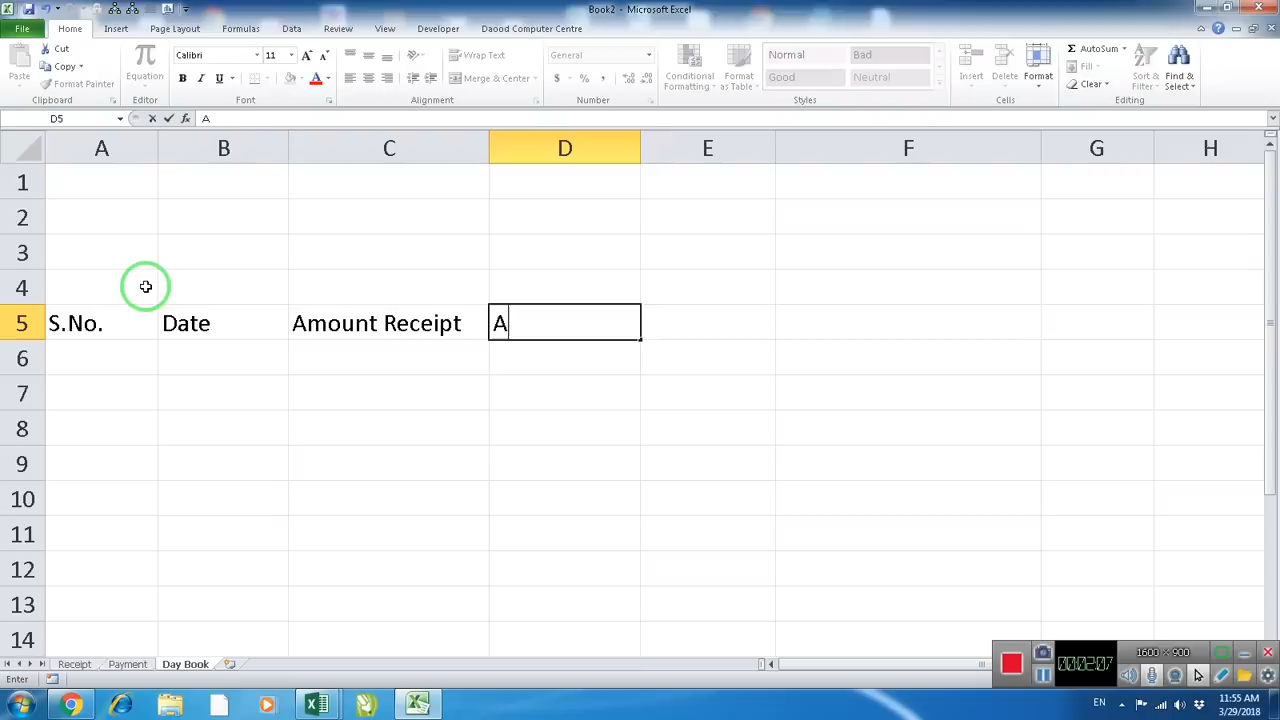 Book2 - Microsoft Excel
File Home Insert Page Layout Formulas Data Review View Developer Daood Computer Centre
Paste Cut Copy Format Painter Clipboard
Equation Editor
Calibri 11 B I U A Font
Wrap Text Merge & Center Alignment
General $ % , Number
Conditional Formatting Format as Table Normal Bad Good Neutral Styles
Insert Delete Format Cells
AutoSum Fill Clear Sort & Filter Find & Select Editing
D5 fx A
A B C D E F G H
1
2
3
4
5 S.No. Date Amount Receipt A
6
7
8
9
10
11
12
13
14
Receipt Payment Day Book
Enter
1600 × 900
00:02:07
EN 11:55 AM
3/29/2018